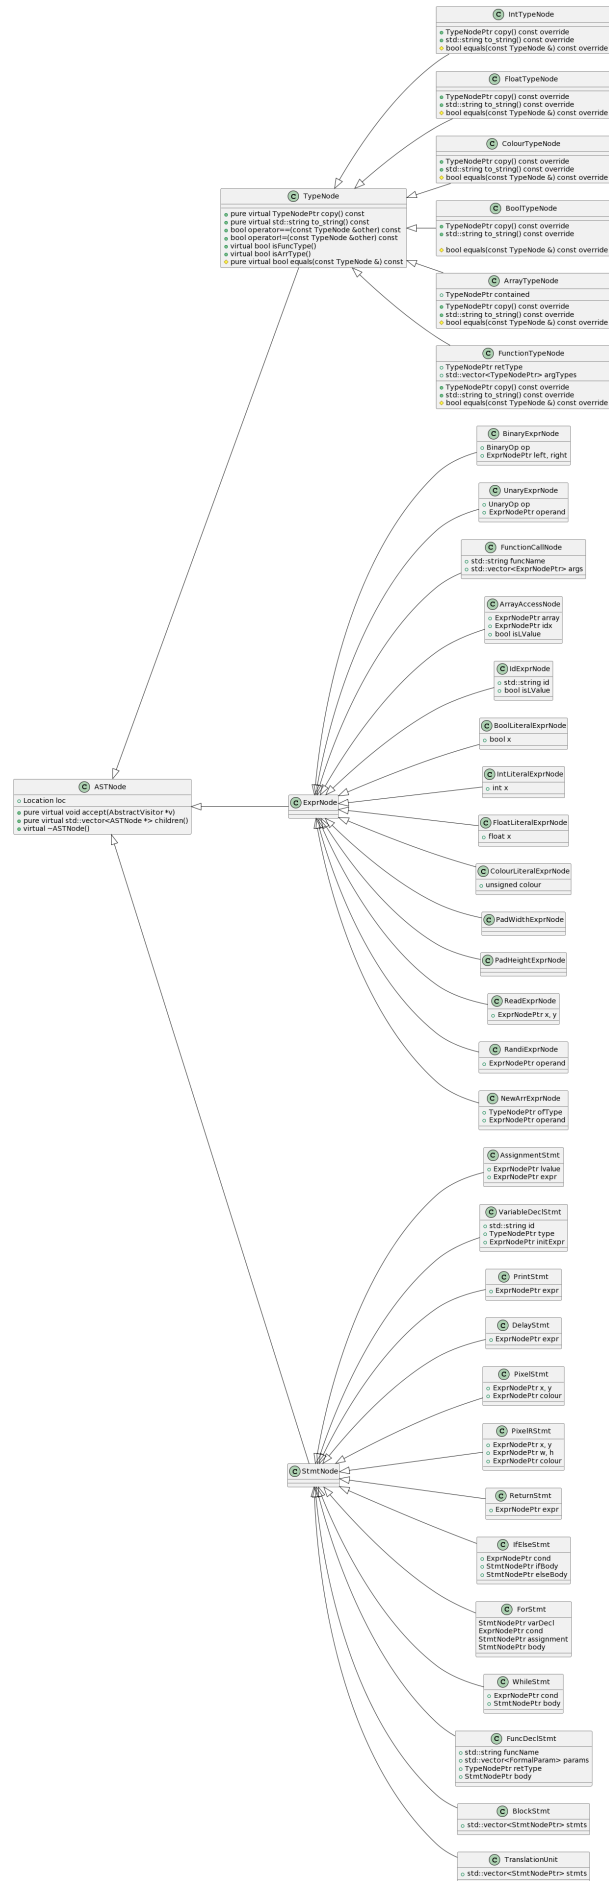 IntTypeNode
TypeNodePtr copy() const override
std::string to_string() const override
bool equals(const TypeNode &) const override
FloatTypeNode
TypeNodePtr copy() const override
std::string to_string() const override
bool equals(const TypeNode &) const override
ColourTypeNode
TypeNodePtr copy() const override
std::string to_string() const override
bool equals(const TypeNode &) const override
TypeNode
pure virtual TypeNodePtr copy() const
pure virtual std::string to_string() const
bool operator==(const TypeNode &other) const
bool operator!=(const TypeNode &other) const
virtual bool isFuncType()
virtual bool isArrType()
pure virtual bool equals(const TypeNode &) const
BoolTypeNode
TypeNodePtr copy() const override
std::string to_string() const override
bool equals(const TypeNode &) const override
ArrayTypeNode
TypeNodePtr contained
TypeNodePtr copy() const override
std::string to_string() const override
bool equals(const TypeNode &) const override
FunctionTypeNode
TypeNodePtr retType
std::vector<TypeNodePtr> argTypes
TypeNodePtr copy() const override
std::string to_string() const override
bool equals(const TypeNode &) const override
BinaryExprNode
BinaryOp op
ExprNodePtr left, right
UnaryExprNode
UnaryOp op
ExprNodePtr operand
FunctionCallNode
std::string funcName
std::vector<ExprNodePtr> args
ArrayAccessNode
ExprNodePtr array
ExprNodePtr idx
bool isLValue
IdExprNode
std::string id
bool isLValue
BoolLiteralExprNode
bool x
IntLiteralExprNode
int x
ASTNode
Location loc
pure virtual void accept(AbstractVisitor *v)
pure virtual std::vector<ASTNode *> children()
virtual ~ASTNode()
ExprNode
FloatLiteralExprNode
float x
ColourLiteralExprNode
unsigned colour
PadWidthExprNode
PadHeightExprNode
ReadExprNode
ExprNodePtr x, y
RandiExprNode
ExprNodePtr operand
NewArrExprNode
TypeNodePtr ofType
ExprNodePtr operand
AssignmentStmt
ExprNodePtr lvalue
ExprNodePtr expr
VariableDeclStmt
std::string id
TypeNodePtr type
ExprNodePtr initExpr
PrintStmt
ExprNodePtr expr
DelayStmt
ExprNodePtr expr
PixelStmt
ExprNodePtr x, y
ExprNodePtr colour
PixelRStmt
ExprNodePtr x, y
ExprNodePtr w, h
ExprNodePtr colour
StmtNode
ReturnStmt
ExprNodePtr expr
IfElseStmt
ExprNodePtr cond
StmtNodePtr ifBody
StmtNodePtr elseBody
ForStmt
StmtNodePtr varDecl
ExprNodePtr cond
StmtNodePtr assignment
StmtNodePtr body
WhileStmt
ExprNodePtr cond
StmtNodePtr body
FuncDeclStmt
std::string funcName
std::vector<FormalParam> params
TypeNodePtr retType
StmtNodePtr body
BlockStmt
std::vector<StmtNodePtr> stmts
TranslationUnit
std::vector<StmtNodePtr> stmts